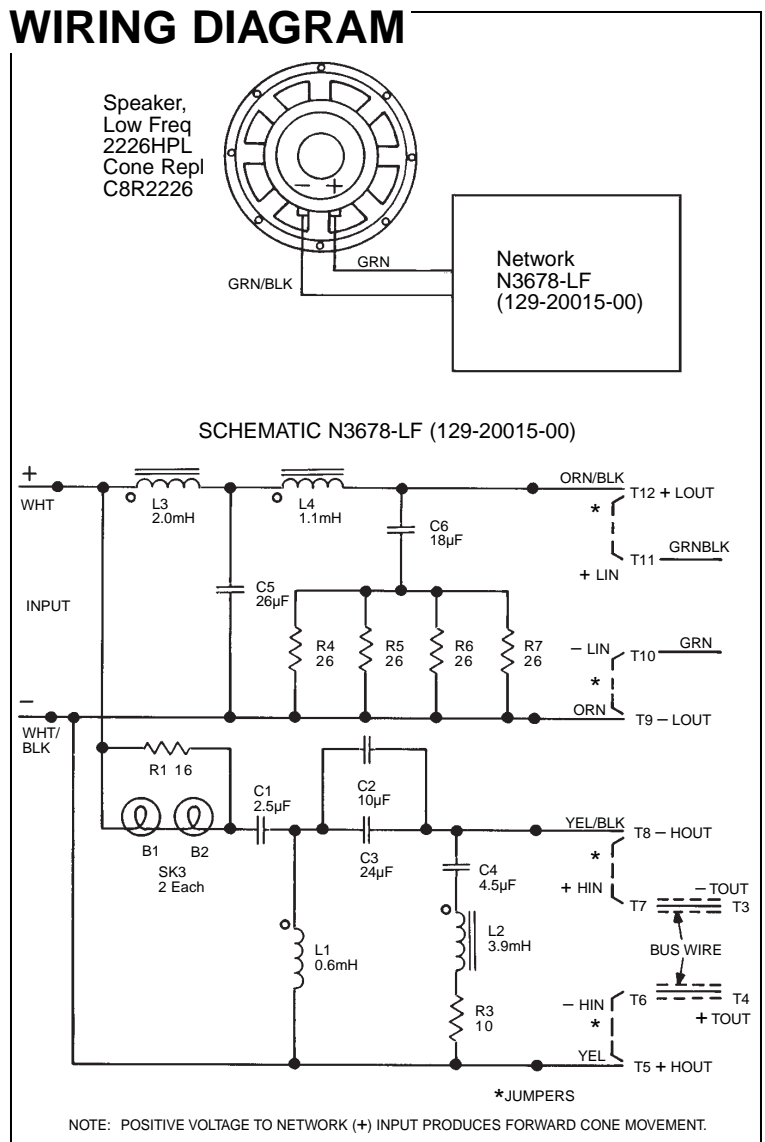 WIRING DIAGRAM
Speaker,
Low Freq
2226HPL
Cone Repl
C8R2226
− +
GRN
GRN/BLK
Network
N3678-LF
(129-20015-00)
SCHEMATIC N3678-LF (129-20015-00)
+
WHT
L3
2.0mH
L4
1.1mH
ORN/BLK
T12 + LOUT
*
T11
GRNBLK
+ LIN
C6
18µF
C5
26µF
INPUT
R4
26
R5
26
R6
26
R7
26
− LIN
T10
GRN
*
ORN
T9 − LOUT
−
WHT/
BLK
R1 16
B1
B2
SK3
2 Each
C1
2.5µF
C2
10µF
C3
24µF
YEL/BLK
T8 − HOUT
*
+ HIN
T7
− TOUT
T3
C4
4.5µF
L1
0.6mH
L2
3.9mH
BUS WIRE
R3
10
− HIN
T6
T4
+ TOUT
*
YEL
T5 + HOUT
*JUMPERS
NOTE: POSITIVE VOLTAGE TO NETWORK (+) INPUT PRODUCES FORWARD CONE MOVEMENT.